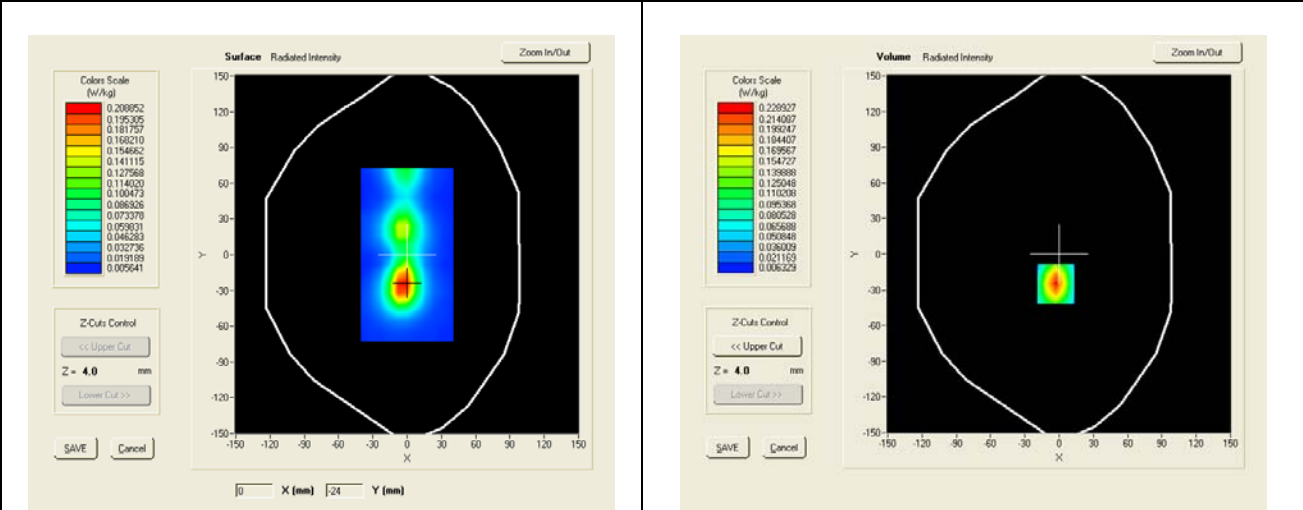 Zoom In/Out
Surface Radiated Intensity
Colors Scale
(W/kg)
0.208852
0.195305
0.181757
0.168210
0.154662
0.141115
0.127568
0.114020
0.100473
0.086926
0.073378
0.059831
0.046283
0.032736
0.019189
0.005641
150
120
90
60
30
0
-30
-60
-90
-120
-150
Y
-150 -120 -90 -60 -30 0 30 60 90 120 150
X
Z-Cuts Control
<< Upper Cut
Z = 4.0 mm
Lower Cut >>
SAVE Cancel
0 X (mm) -24 Y (mm)
Zoom In/Out
Volume Radiated Intensity
Colors Scale
(W/kg)
0.228927
0.214087
0.199247
0.184407
0.169567
0.154727
0.139888
0.125048
0.110208
0.095368
0.080528
0.065688
0.050848
0.036009
0.021169
0.006329
150
120
90
60
30
0
-30
-60
-90
-120
-150
Y
-150 -120 -90 -60 -30 0 30 60 90 120 150
X
Z-Cuts Control
<< Upper Cut
Z = 4.0 mm
Lower Cut >>
SAVE Cancel